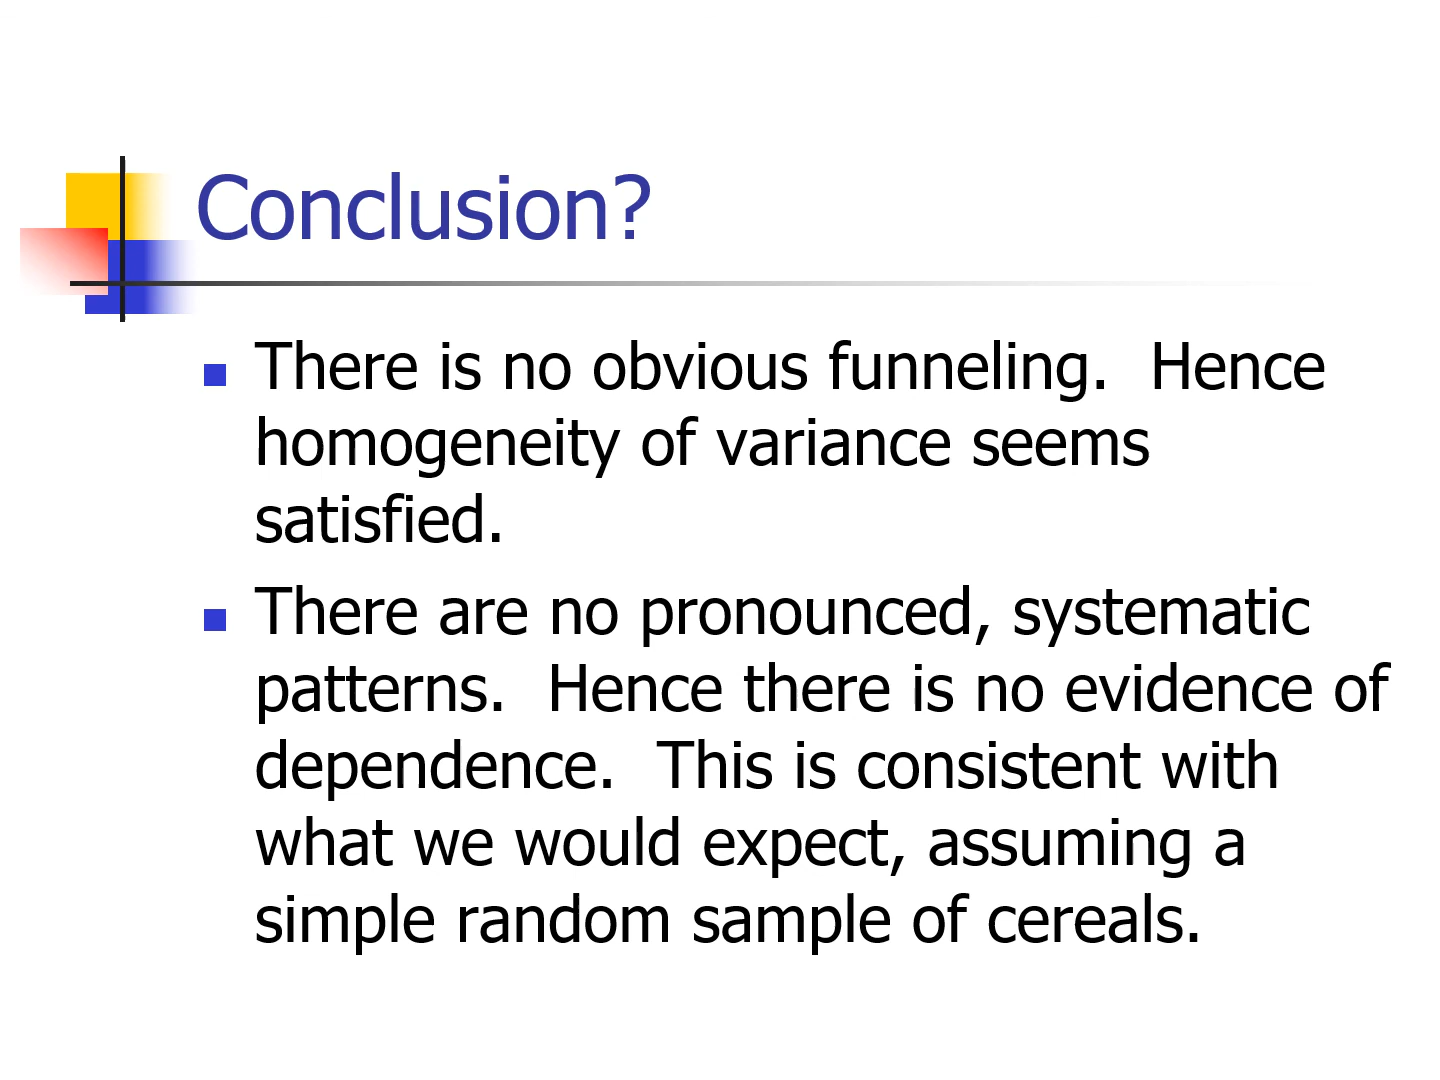 Conclusion?
There is no obvious funneling.  Hence
homogeneity of variance seems
satisfied.
There are no pronounced, systematic
patterns.  Hence there is no evidence of
dependence.  This is consistent with
what we would expect, assuming a
simple random sample of cereals.